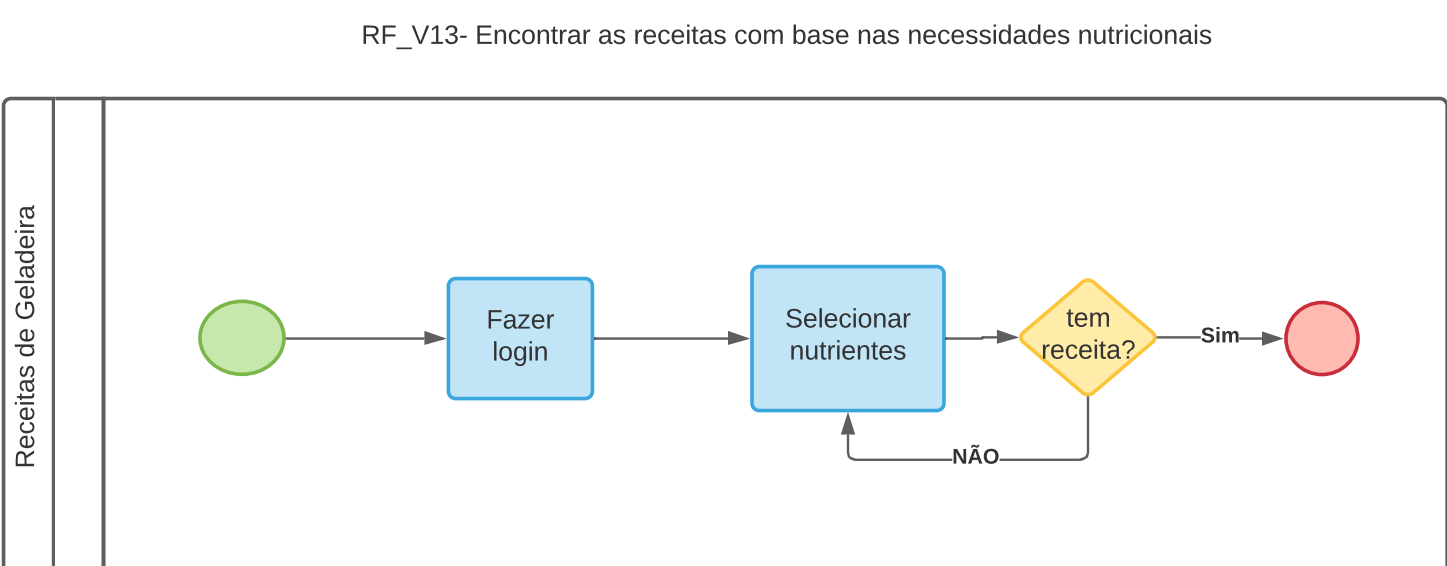 RF_V13- Encontrar as receitas com base nas necessidades nutricionais
Receitas de Geladeira
Fazer
login
Selecionar
nutrientes
tem
receita?
Sim
NÃO